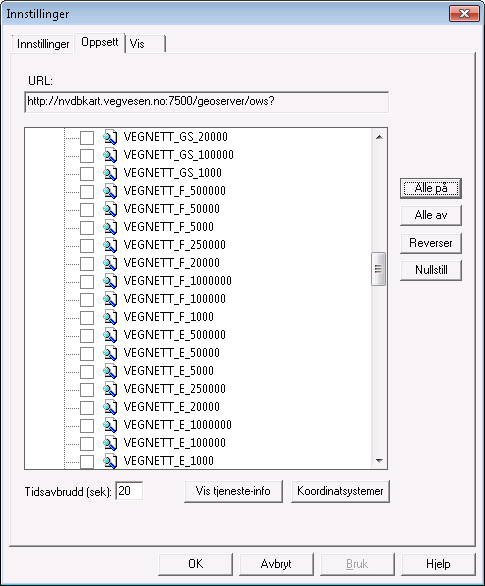 Innstillinger
Innstillinger Oppsett Vis
URL:
http://nvdbkart.vegvesen.no:7500/geoserver/ows?
VEGNETT_GS_20000
VEGNETT_GS_100000
VEGNETT_GS_1000
VEGNETT_F_500000
VEGNETT_F_50000
VEGNETT_F_5000
VEGNETT_F_250000
VEGNETT_F_20000
VEGNETT_F_1000000
VEGNETT_F_100000
VEGNETT_F_1000
VEGNETT_E_500000
VEGNETT_E_50000
VEGNETT_E_5000
VEGNETT_E_250000
VEGNETT_E_20000
VEGNETT_E_1000000
VEGNETT_E_100000
VEGNETT_E_1000
Alle på
Alle av
Reverser
Nullstill
Tidsavbrudd (sek): 20 Vis tjeneste-info Koordinatsystemer
OK Avbryt Bruk Hjelp